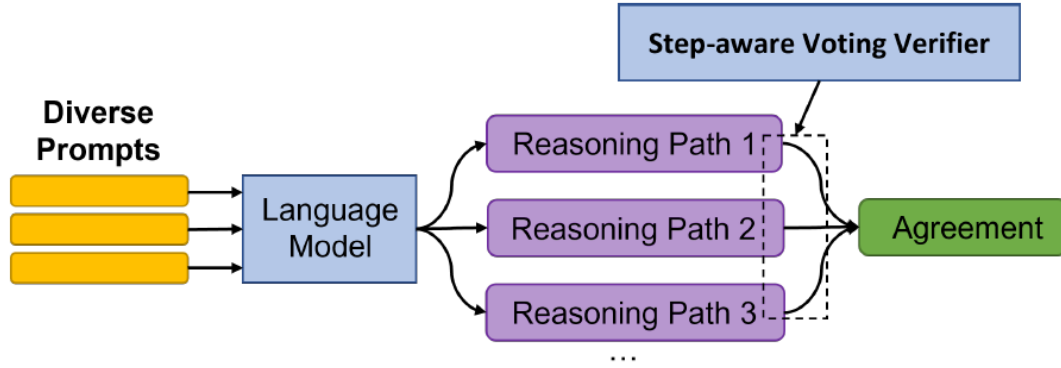 Step-aware Voting Verifier
Diverse
Prompts
Language
Model
Reasoning Path 1
Reasoning Path 2
Reasoning Path 3
...
Agreement